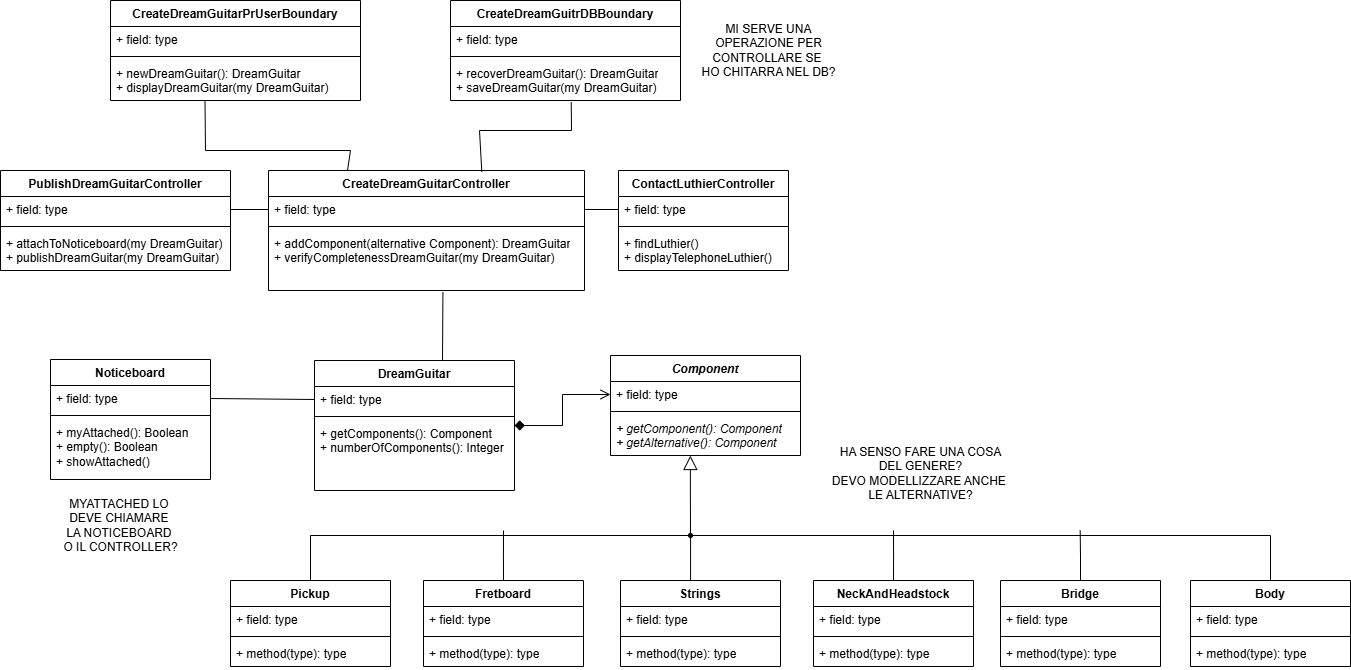 CreateDreamGuitarPrUserBoundary
+ field: type
+ newDreamGuitar(): DreamGuitar
+ displayDreamGuitar(my DreamGuitar)
CreateDreamGuitrDBBoundary
+ field: type
+ recoverDreamGuitar(): DreamGuitar
+ saveDreamGuitar(my DreamGuitar)
MI SERVE UNA
OPERAZIONE PER
CONTROLLARE SE
HO CHITARRA NEL DB?
PublishDreamGuitarController
+ field: type
+ attachToNoticeboard(my DreamGuitar)
+ publishDreamGuitar(my DreamGuitar)
CreateDreamGuitarController
+ field: type
+ addComponent(alternative Component): DreamGuitar
+ verifyCompletenessDreamGuitar(my DreamGuitar)
ContactLuthierController
+ field: type
+ findLuthier()
+ displayTelephoneLuthier()
Noticeboard
+ field: type
+ myAttached(): Boolean
+ empty(): Boolean
+ showAttached()
DreamGuitar
+ field: type
+ getComponents(): Component
+ numberOfComponents(): Integer
Component
+ field: type
+ getComponent(): Component
+ getAlternative(): Component
HA SENSO FARE UNA COSA
DEL GENERE?
DEVO MODELLIZZARE ANCHE
LE ALTERNATIVE?
MYATTACHED LO
DEVE CHIAMARE
LA NOTICEBOARD
O IL CONTROLLER?
Pickup
+ field: type
+ method(type): type
Fretboard
+ field: type
+ method(type): type
Strings
+ field: type
+ method(type): type
NeckAndHeadstock
+ field: type
+ method(type): type
Bridge
+ field: type
+ method(type): type
Body
+ field: type
+ method(type): type